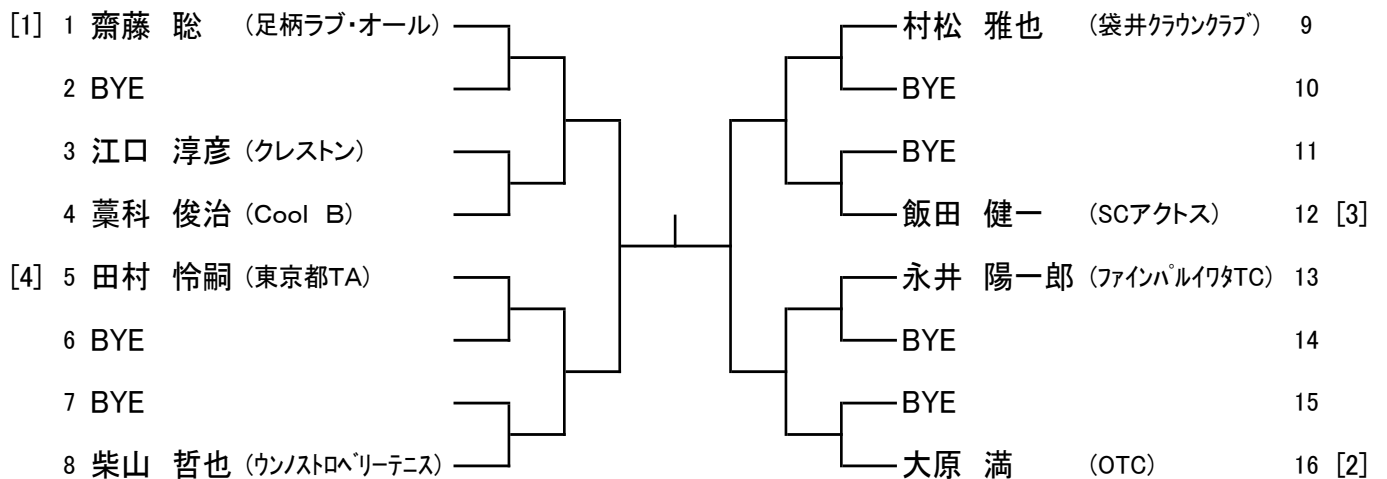 [1] 1 齋藤 聡 (足柄ラブ・オール)
2 BYE
3 江口 淳彦 (クレストン)
4 藁科 俊治 (Cool B)
[4] 5 田村 怜嗣 (東京都TA)
6 BYE
7 BYE
8 柴山 哲也 (ウンノストロベリーテニス)
村松 雅也 (袋井クラウンクラブ) 9
BYE 10
BYE 11
飯田 健一 (SCアクトス) 12 [3]
永井 陽一郎 (ファインパルイワタTC) 13
BYE 14
BYE 15
大原 満 (OTC) 16 [2]